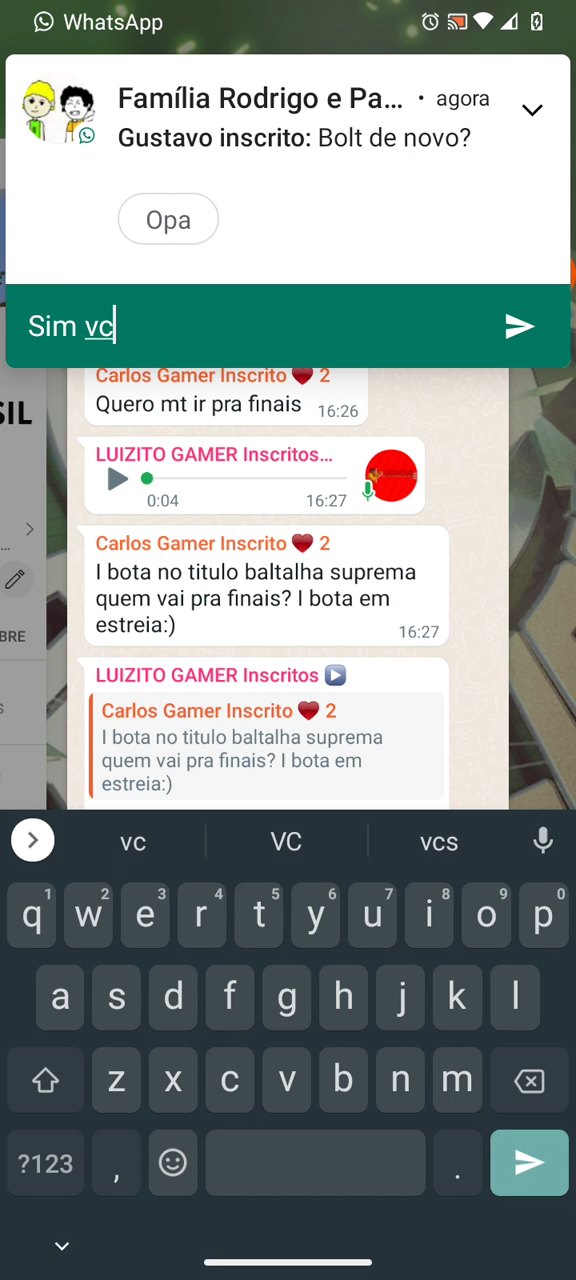 WhatsApp
Família Rodrigo e Pa... • agora
Gustavo inscrito: Bolt de novo?
Opa
Sim vc
Carlos Gamer Inscrito ❤️ 2
Quero mt ir pra finais 16:26
SIL
LUIZITO GAMER Inscritos...
0:04 16:27
...
Carlos Gamer Inscrito ❤️ 2
I bota no titulo baltalha suprema
quem vai pra finais? I bota em
estreia:)
16:27
BRE
LUIZITO GAMER Inscritos ▶️
Carlos Gamer Inscrito ❤️ 2
I bota no titulo baltalha suprema
quem vai pra finais? I bota em
estreia:)
S
vc VC vcs
1 2 3 4 5 6 7 8 9 0
q w e r t y u i o p
a s d f g h j k l
z x c v b n m
?123 , .